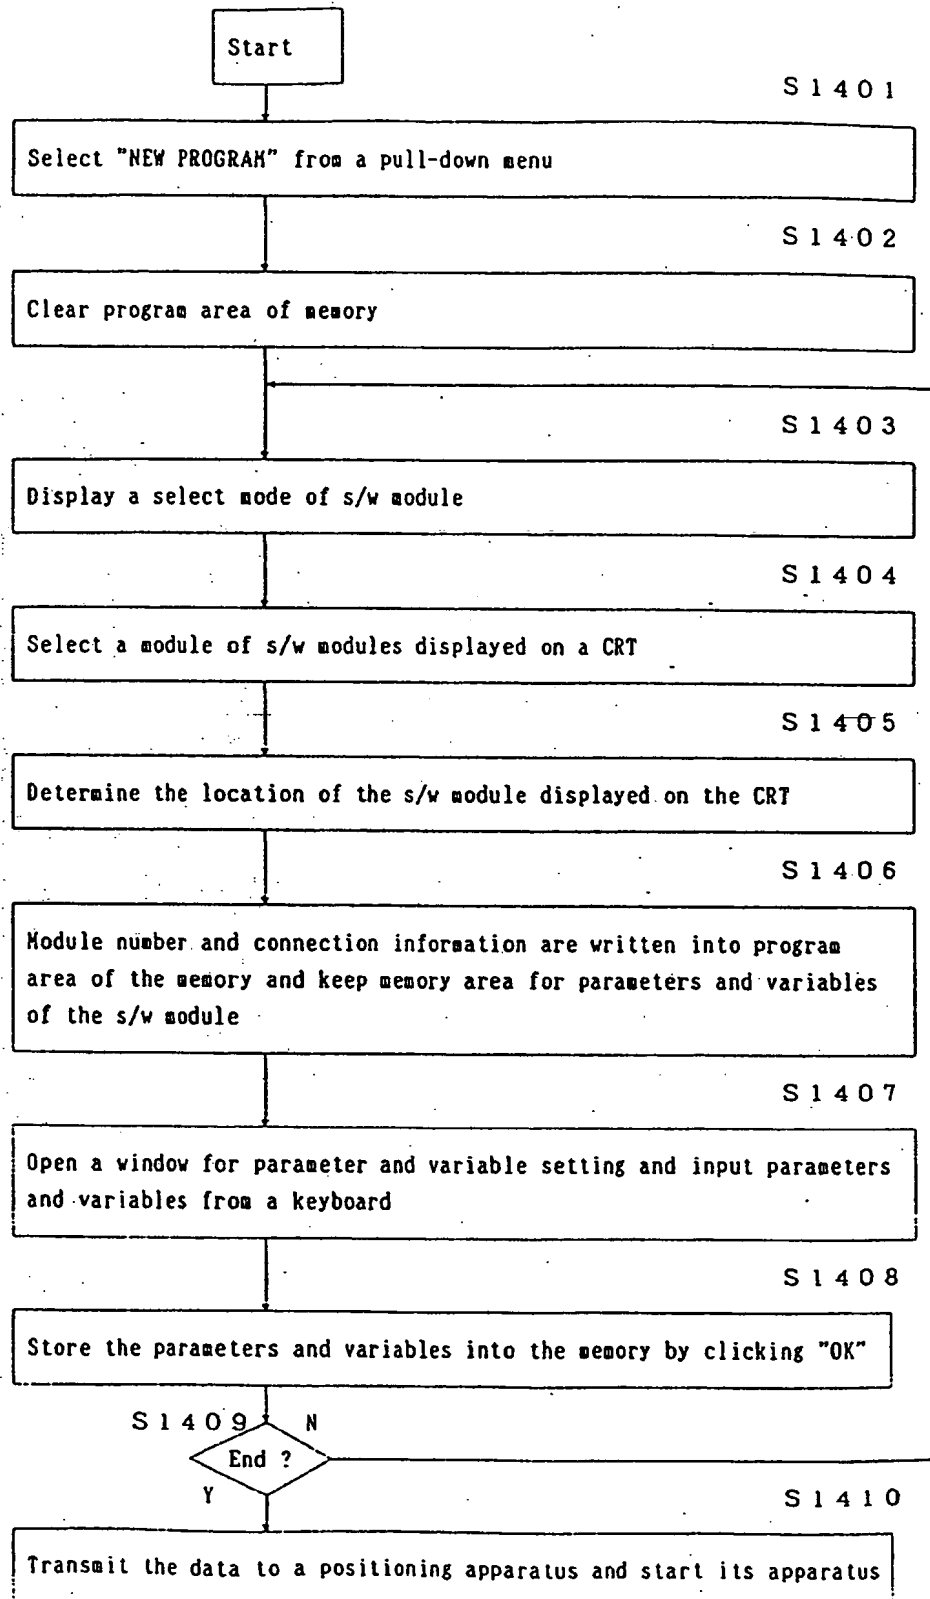 Start
S1401
Select "NEW PROGRAM" from a pull-down menu
S1402
Clear program area of memory
S1403
Display a select mode of s/w module
S1404
Select a module of s/w modules displayed on a CRT
S1405
Determine the location of the s/w module displayed on the CRT
S1406
Module number and connection information are written into program
area of the memory and keep memory area for parameters and variables
of the s/w module
S1407
Open a window for parameter and variable setting and input parameters
and variables from a keyboard
S1408
Store the parameters and variables into the memory by clicking "OK"
S1409 N
End ?
Y
S1410
Transmit the data to a positioning apparatus and start its apparatus